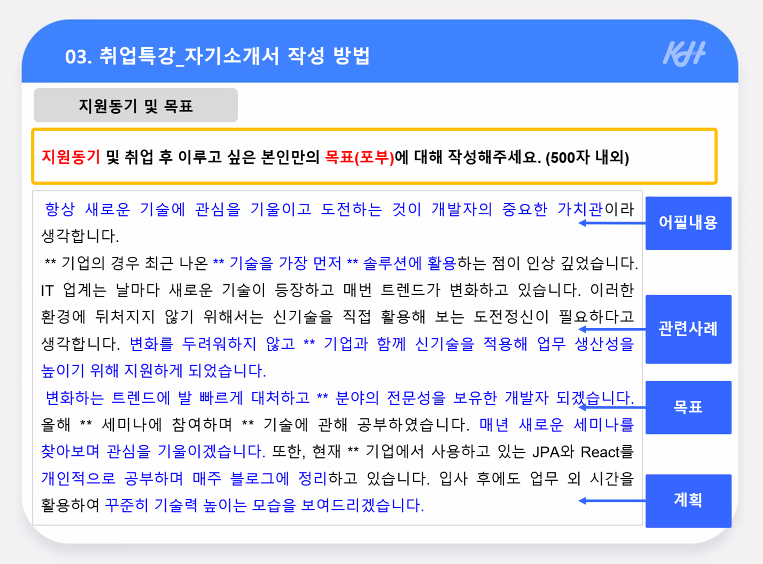 03. 취업특강_자기소개서 작성 방법
KH
지원동기 및 목표
지원동기 및 취업 후 이루고 싶은 본인만의 목표(포부)에 대해 작성해주세요. (500자 내외)
항상 새로운 기술에 관심을 기울이고 도전하는 것이 개발자의 중요한 가치관이라
생각합니다.
** 기업의 경우 최근 나온 ** 기술을 가장 먼저 ** 솔루션에 활용하는 점이 인상 깊었습니다.
IT 업계는 날마다 새로운 기술이 등장하고 매번 트렌드가 변화하고 있습니다. 이러한
환경에 뒤처지지 않기 위해서는 신기술을 직접 활용해 보는 도전정신이 필요하다고
생각합니다. 변화를 두려워하지 않고 ** 기업과 함께 신기술을 적용해 업무 생산성을
높이기 위해 지원하게 되었습니다.
변화하는 트렌드에 발 빠르게 대처하고 ** 분야의 전문성을 보유한 개발자 되겠습니다.
올해 ** 세미나에 참여하며 ** 기술에 관해 공부하였습니다. 매년 새로운 세미나를
찾아보며 관심을 기울이겠습니다. 또한, 현재 ** 기업에서 사용하고 있는 JPA와 React를
개인적으로 공부하며 매주 블로그에 정리하고 있습니다. 입사 후에도 업무 외 시간을
활용하여 꾸준히 기술력 높이는 모습을 보여드리겠습니다.
어필내용
관련사례
목표
계획